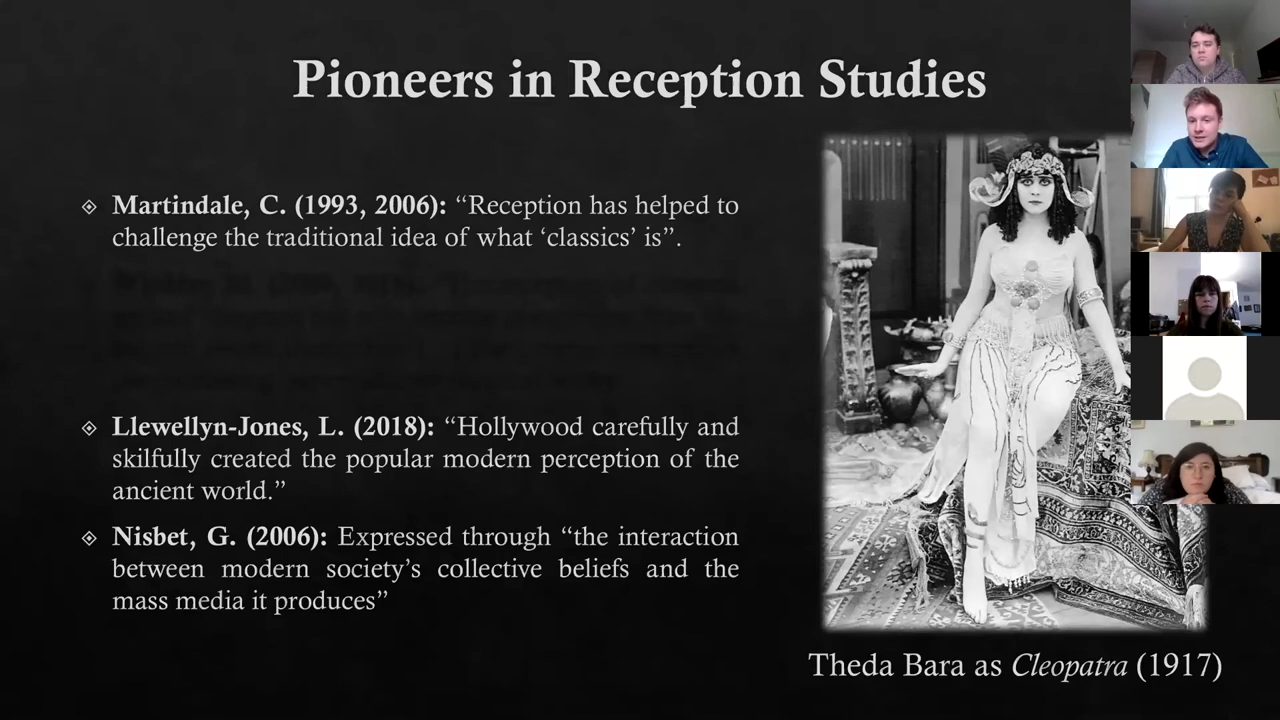 Pioneers in Reception Studies
Martindale, C. (1993, 2006): “Reception has helped to
challenge the traditional idea of what ‘classics’ is”.
Llewellyn-Jones, L. (2018): “Hollywood carefully and
skilfully created the popular modern perception of the
ancient world.”
Nisbet, G. (2006): Expressed through “the interaction
between modern society’s collective beliefs and the
mass media it produces”
Theda Bara as Cleopatra (1917)